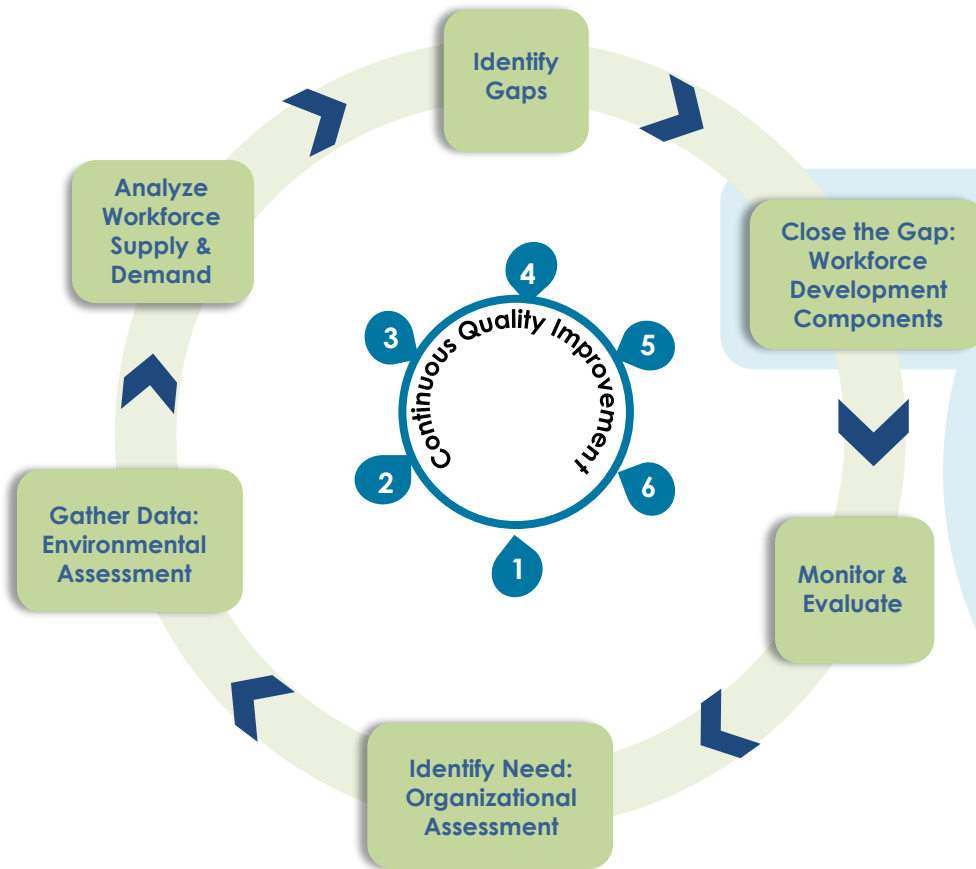 Identify
Gaps
Analyze
Workforce
Supply &
Demand
Close the Gap:
Workforce
Development
Components
4
3
5
Continuous Quality Improvement
2
6
1
Gather Data:
Environmental
Assessment
Monitor &
Evaluate
Identify Need:
Organizational
Assessment